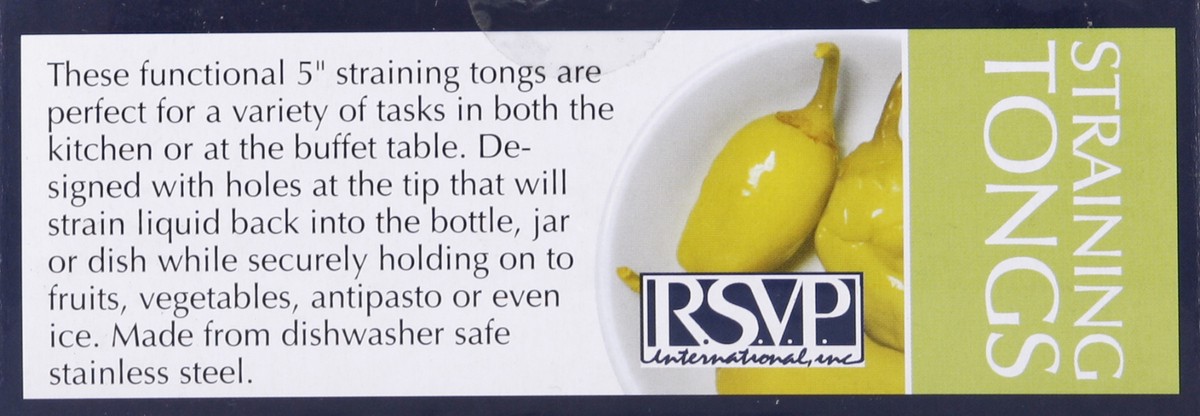 These functional 5" straining tongs are
perfect for a variety of tasks in both the
kitchen or at the buffet table. De-
signed with holes at the tip that will
strain liquid back into the bottle, jar
or dish while securely holding on to
fruits, vegetables, antipasto or even
ice. Made from dishwasher safe
stainless steel.
R.S.V.P.
International, inc
STRAINING
TONGS